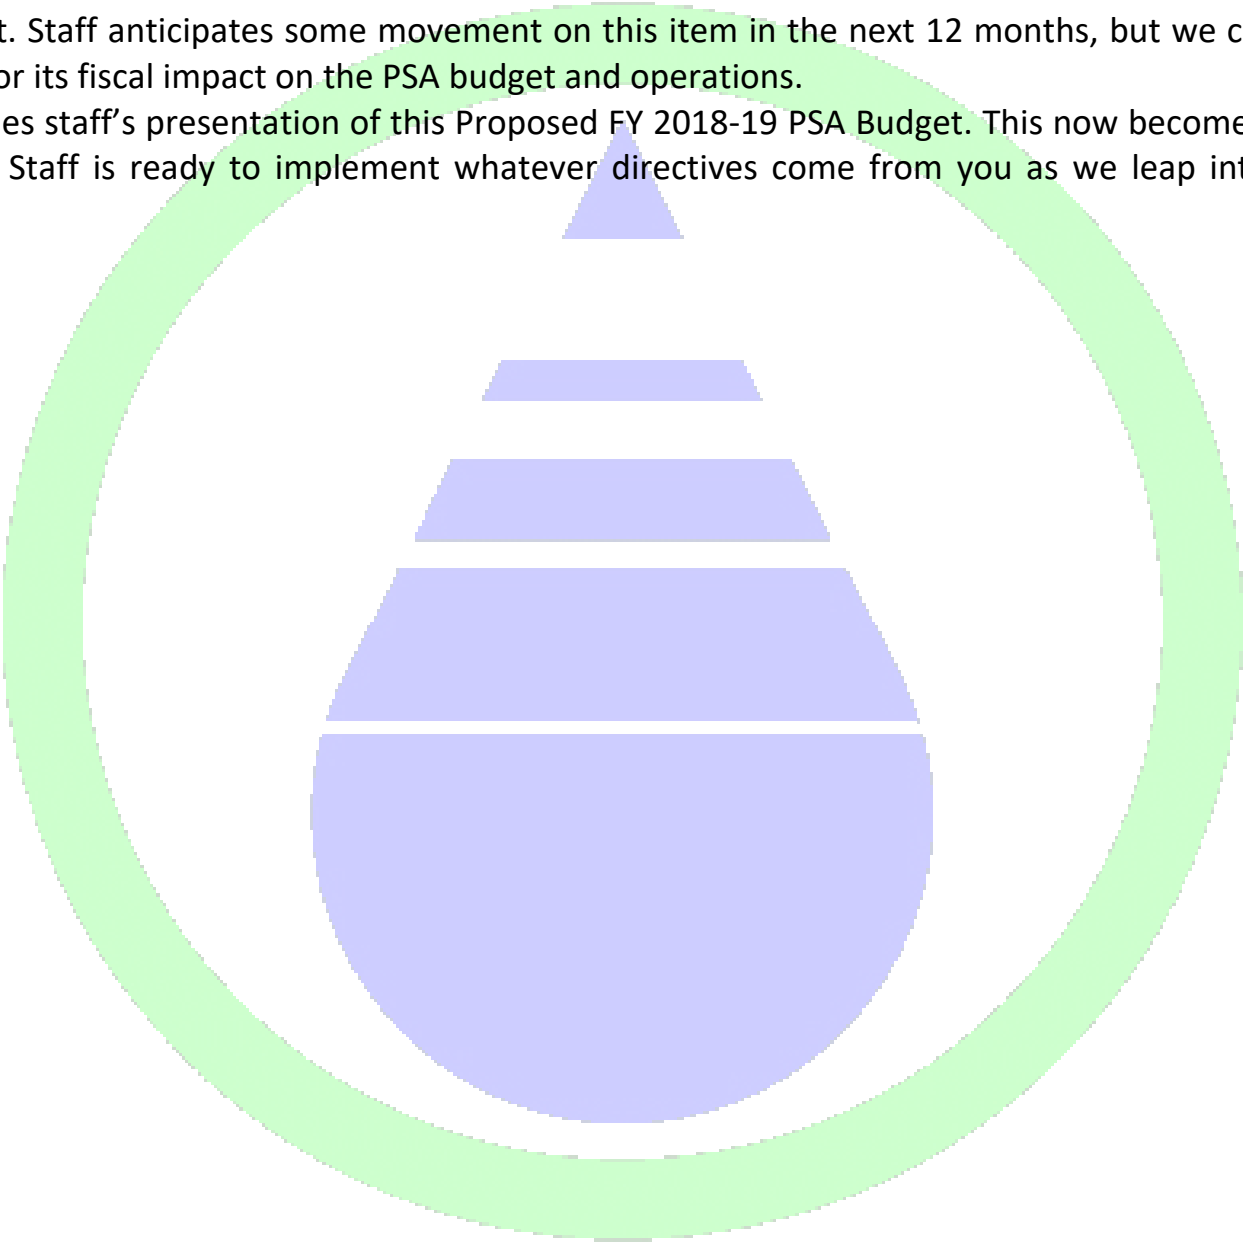 t. Staff anticipates some movement on this item in the next 12 months, but we c
or its fiscal impact on the PSA budget and operations.
es staff’s presentation of this Proposed FY 2018-19 PSA Budget. This now become
Staff is ready to implement whatever directives come from you as we leap int